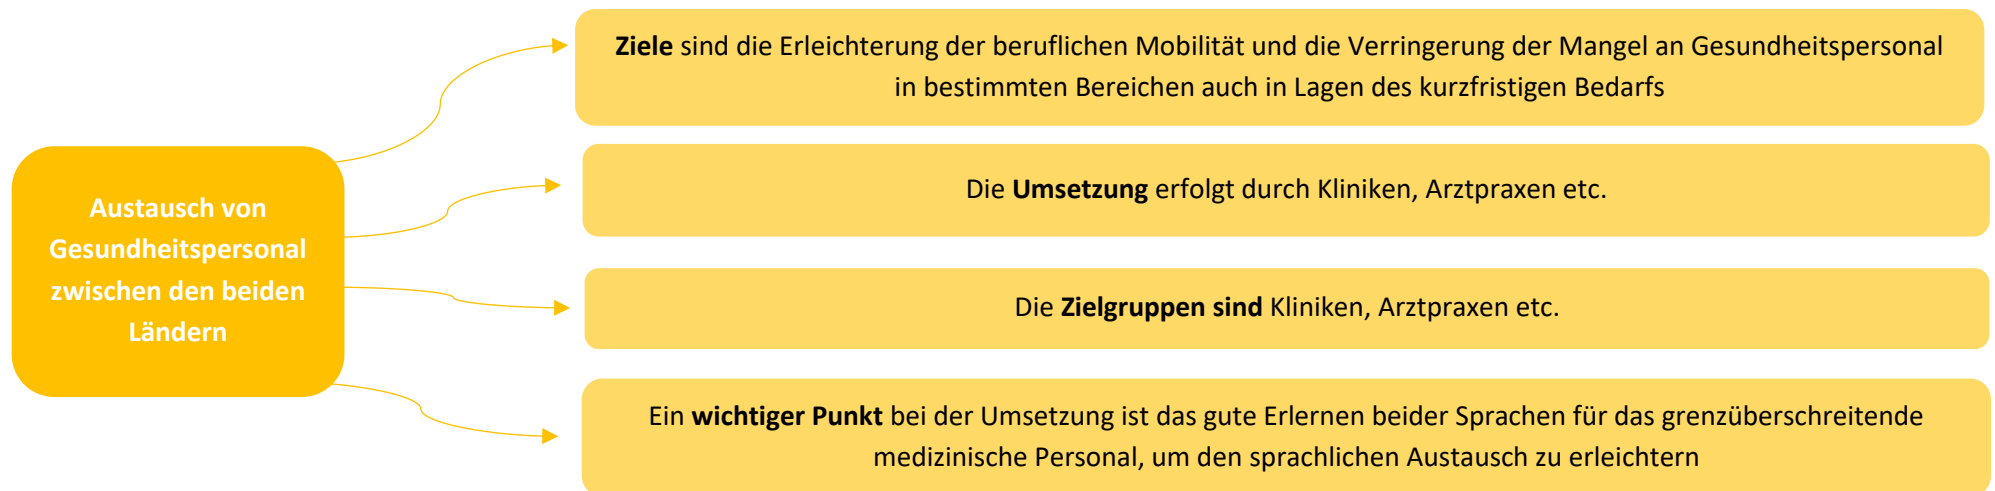 Austausch von
Gesundheitspersonal
zwischen den beiden
Ländern
Ziele sind die Erleichterung der beruflichen Mobilität und die Verringerung der Mangel an Gesundheitspersonal
in bestimmten Bereichen auch in Lagen des kurzfristigen Bedarfs
Die Umsetzung erfolgt durch Kliniken, Arztpraxen etc.
Die Zielgruppen sind Kliniken, Arztpraxen etc.
Ein wichtiger Punkt bei der Umsetzung ist das gute Erlernen beider Sprachen für das grenzüberschreitende
medizinische Personal, um den sprachlichen Austausch zu erleichtern